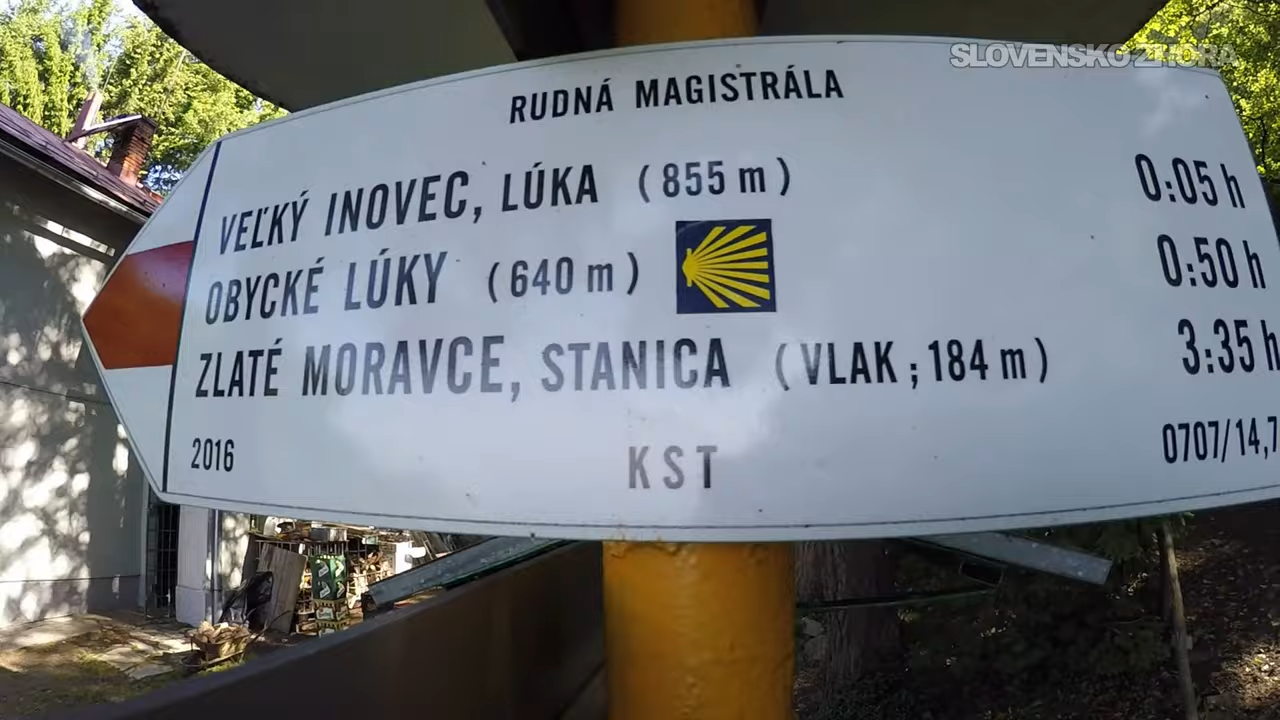 SLOVENSKO ZHORA
RUDNÁ MAGISTRÁLA
VEĽKÝ INOVEC, LÚKA (855 m) 0:05 h
OBYCKÉ LÚKY (640 m) 0:50 h
ZLATÉ MORAVCE, STANICA (VLAK ; 184 m) 3:35 h
2016 KST 0707/14,7